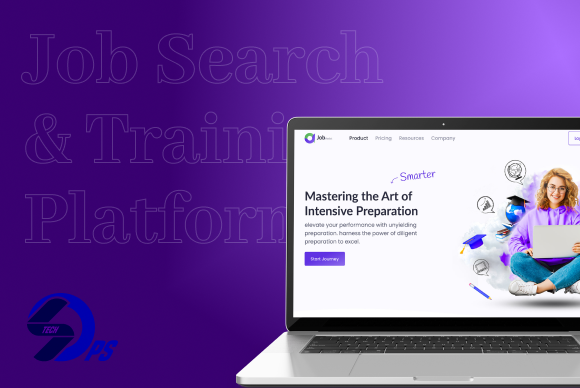 Job Search
& Traini
Platform
Job
Product Pricing Resources Company
Smarter
Mastering the Art of
Intensive Preparation
elevate your performance with unyielding
preparation. harness the power of diligent
preparation to excel.
Start Journey
TECH
OPS